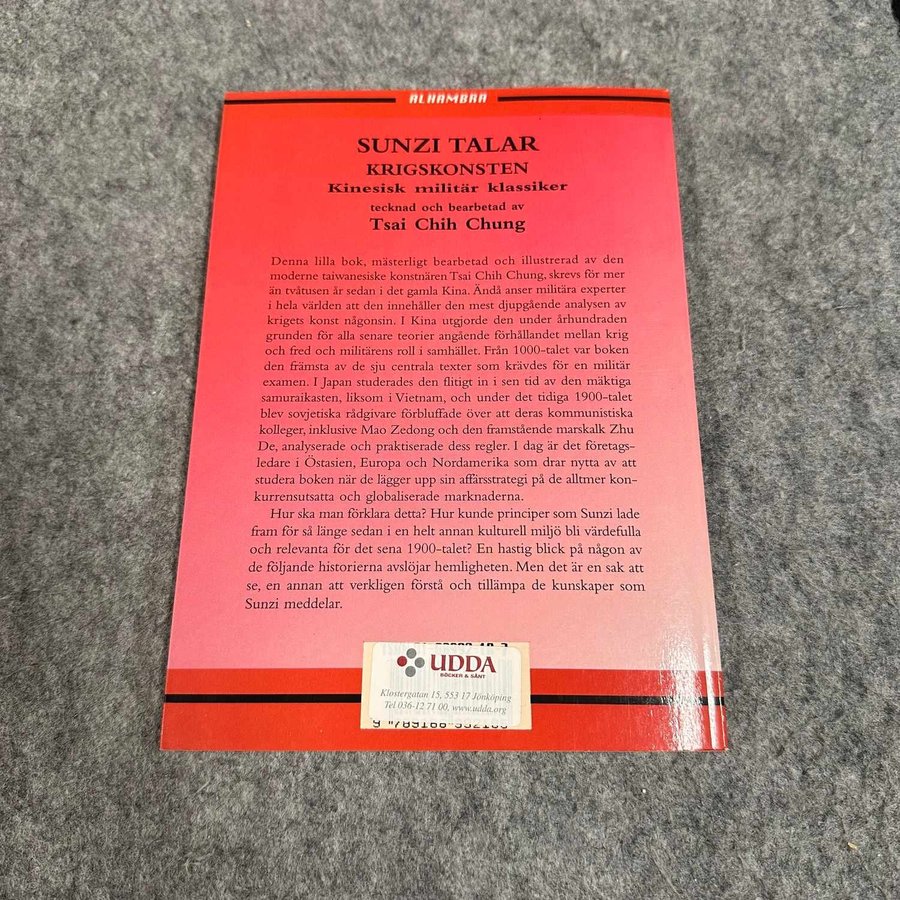 ALHAMBRA
SUNZI TALAR
KRIGSKONSTEN
Kinesisk militär klassiker
tecknad och bearbetad av
Tsai Chih Chung
Denna lilla bok, mästerligt bearbetad och illustrerad av den
moderne taiwanesiske konstnären Tsai Chih Chung, skrevs för mer
än tvåtusen år sedan i det gamla Kina. Ändå anser militära experter
i hela världen att den innehåller den mest djupgående analysen av
krigets konst någonsin. I Kina utgjorde den under århundraden
grunden för alla senare teorier angående förhållandet mellan krig
och fred och militärens roll i samhället. Från 1000-talet var boken
den främsta av de sju centrala texter som krävdes för en militär
examen. I Japan studerades den flitigt in i sen tid av den mäktiga
samuraikasten, liksom i Vietnam, och under det tidiga 1900-talet
blev sovjetiska rådgivare förbluffade över att deras kommunistiska
kolleger, inklusive Mao Zedong och den framstående marskalk Zhu
De, analyserade och praktiserade dess regler. I dag är det företags-
ledare i Östasien, Europa och Nordamerika som drar nytta av att
studera boken när de lägger upp sin affärsstrategi på de alltmer kon-
kurrensutsatta och globaliserade marknaderna.
Hur ska man förklara detta? Hur kunde principer som Sunzi lade
fram för så länge sedan i en helt annan kulturell miljö bli värdefulla
och relevanta för det sena 1900-talet? En hastig blick på någon av
de följande historierna avslöjar hemligheten. Men det är en sak att
se, en annan att verkligen förstå och tillämpa de kunskaper som
Sunzi meddelar.
UDDA
BÖCKER & SÅNT
Klostergatan 15, 553 17 Jönköping
Tel 036-12 71 00, www.udda.org